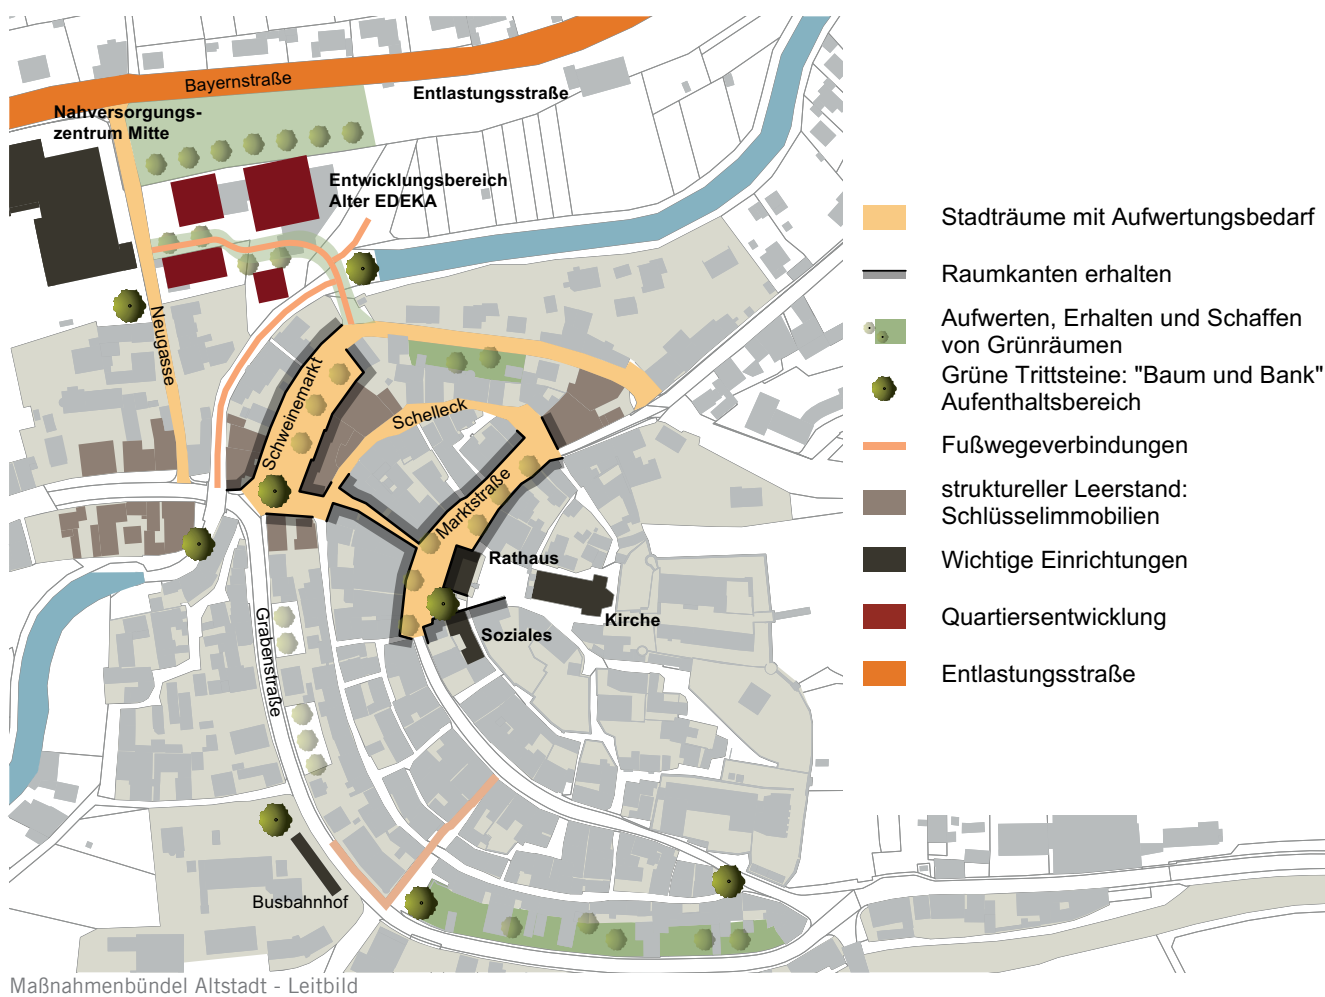 Bayernstraße
Entlastungsstraße
Nahversorgungs-
zentrum Mitte
Entwicklungsbereich
Alter EDEKA
Neugasse
Schweinemarkt
Schelleck
Marktstraße
Rathaus
Kirche
Soziales
Grabenstraße
Busbahnhof
Stadträume mit Aufwertungsbedarf
Raumkanten erhalten
Aufwerten, Erhalten und Schaffen
von Grünräumen
Grüne Trittsteine: "Baum und Bank"
Aufenthaltsbereich
Fußwegeverbindungen
struktureller Leerstand:
Schlüsselimmobilien
Wichtige Einrichtungen
Quartiersentwicklung
Entlastungsstraße
Maßnahmenbündel Altstadt - Leitbild